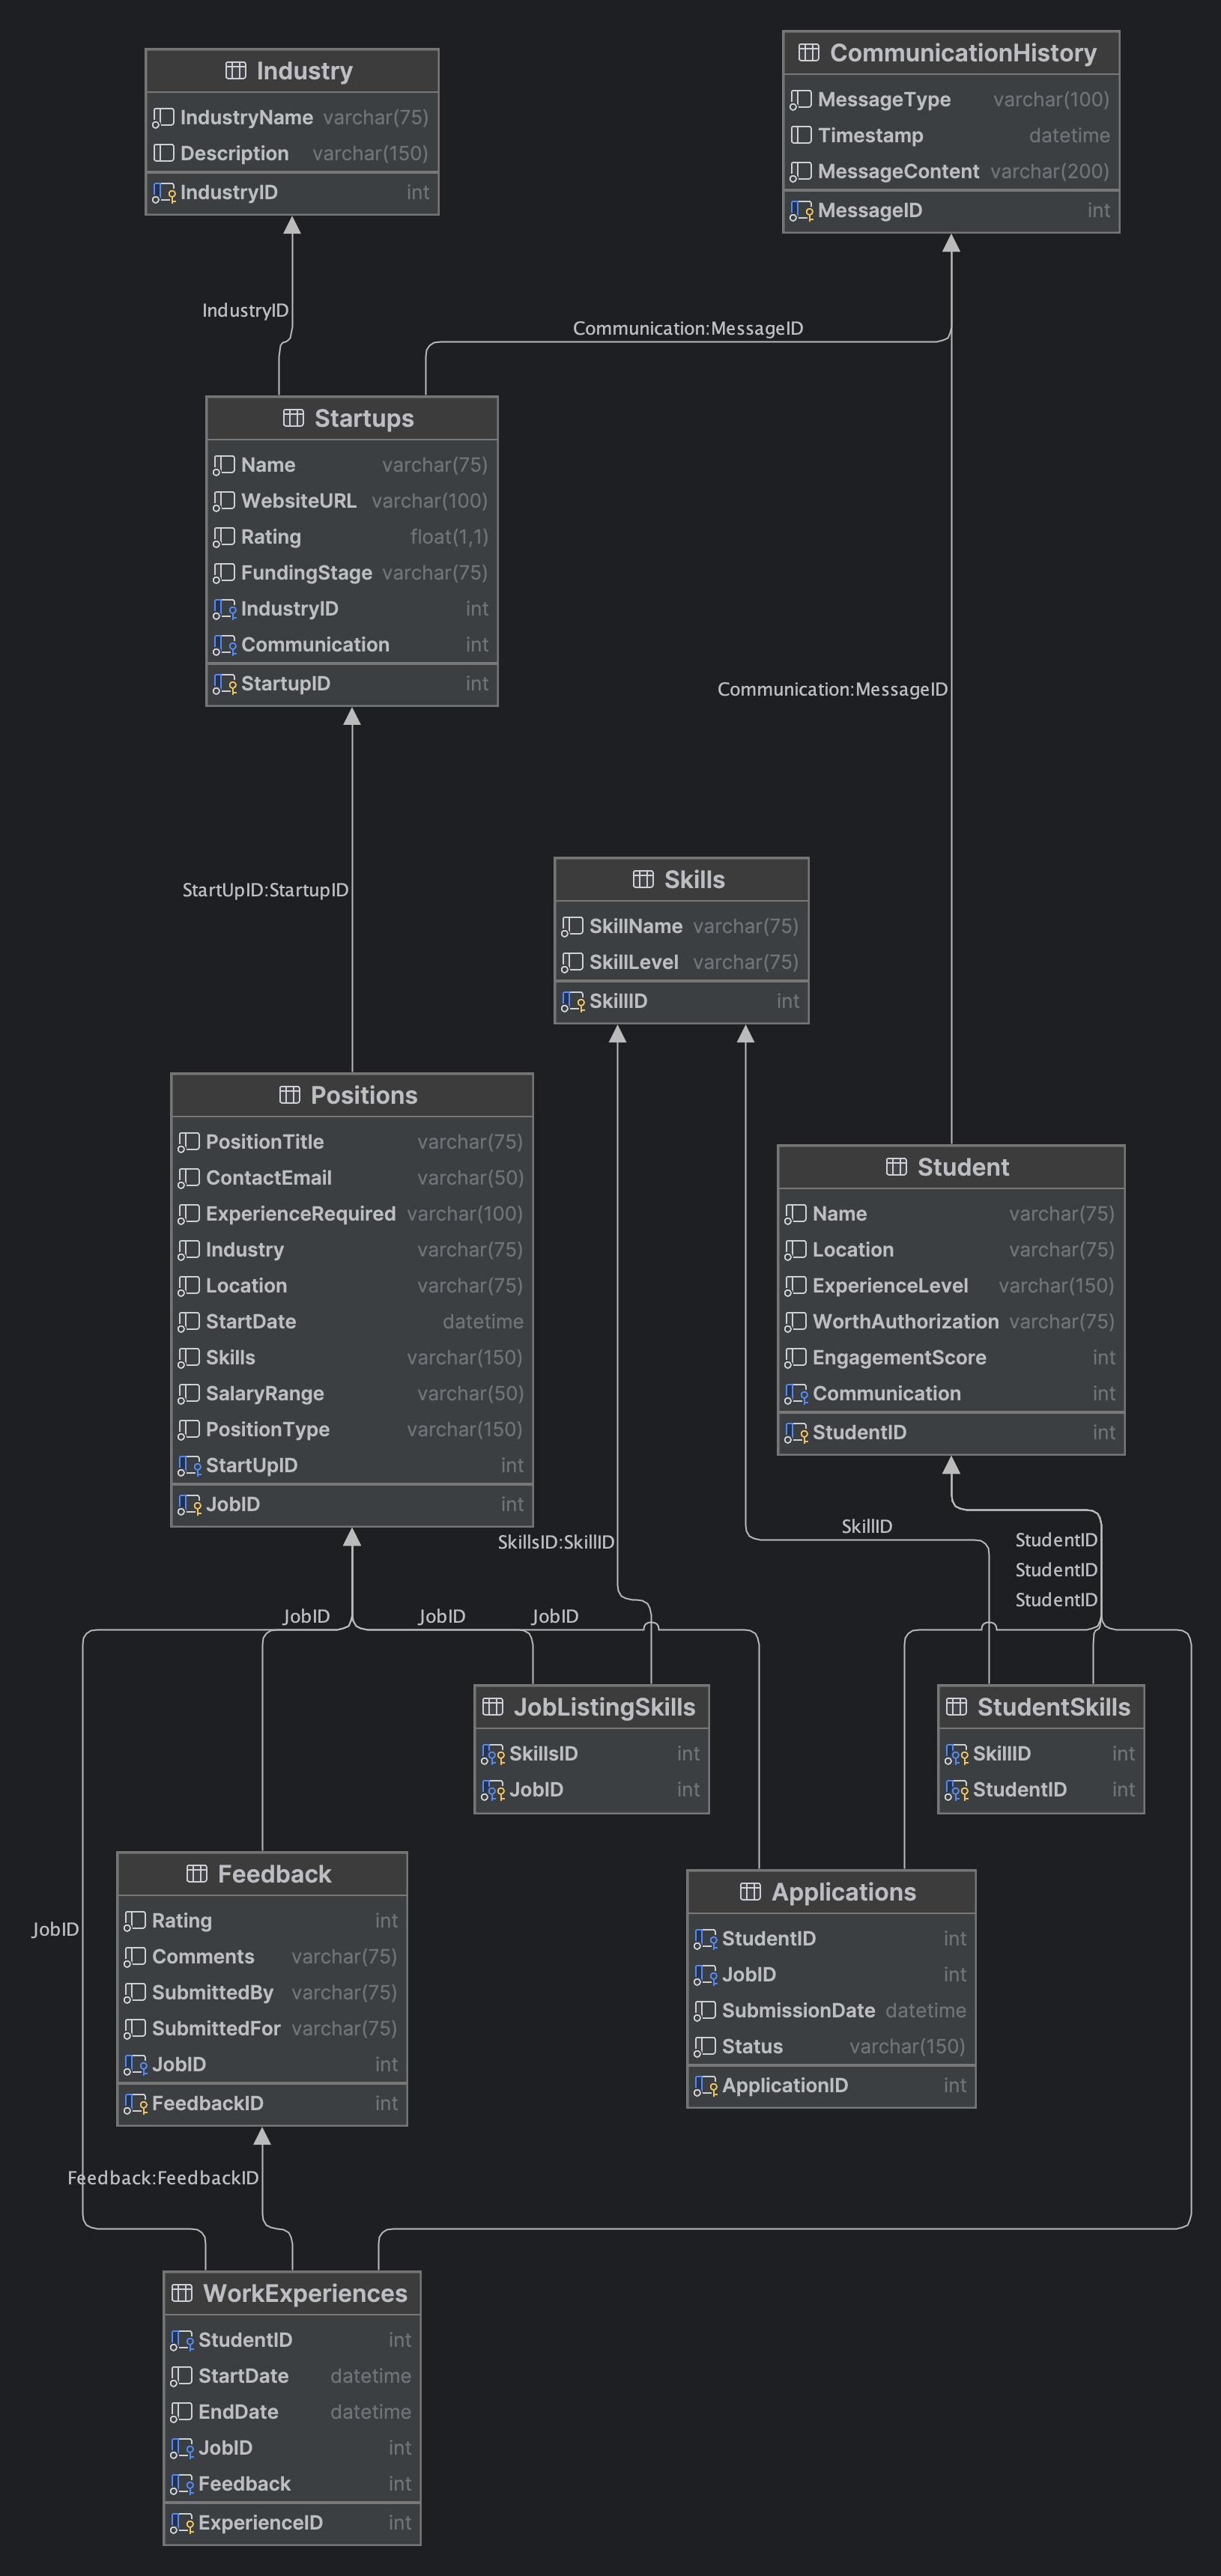 Industry
IndustryName varchar(75)
Description varchar(150)
IndustryID int
CommunicationHistory
MessageType varchar(100)
Timestamp datetime
MessageContent varchar(200)
MessageID int
IndustryID
Communication:MessageID
Startups
Name varchar(75)
WebsiteURL varchar(100)
Rating float(1,1)
FundingStage varchar(75)
IndustryID int
Communication int
StartupID int
Communication:MessageID
StartUpID:StartupID
Skills
SkillName varchar(75)
SkillLevel varchar(75)
SkillID int
Positions
PositionTitle varchar(75)
ContactEmail varchar(50)
ExperienceRequired varchar(100)
Industry varchar(75)
Location varchar(75)
StartDate datetime
Skills varchar(150)
SalaryRange varchar(50)
PositionType varchar(150)
StartUpID int
JobID int
Student
Name varchar(75)
Location varchar(75)
ExperienceLevel varchar(150)
WorthAuthorization varchar(75)
EngagementScore int
Communication int
StudentID int
SkillsID:SkillID
SkillID
StudentID
StudentID
StudentID
JobID
JobID
JobID
JobListingSkills
SkillsID int
JobID int
StudentSkills
SkillID int
StudentID int
Feedback
Rating int
Comments varchar(75)
SubmittedBy varchar(75)
SubmittedFor varchar(75)
JobID int
FeedbackID int
Applications
StudentID int
JobID int
SubmissionDate datetime
Status varchar(150)
ApplicationID int
JobID
Feedback:FeedbackID
WorkExperiences
StudentID int
StartDate datetime
EndDate datetime
JobID int
Feedback int
ExperienceID int